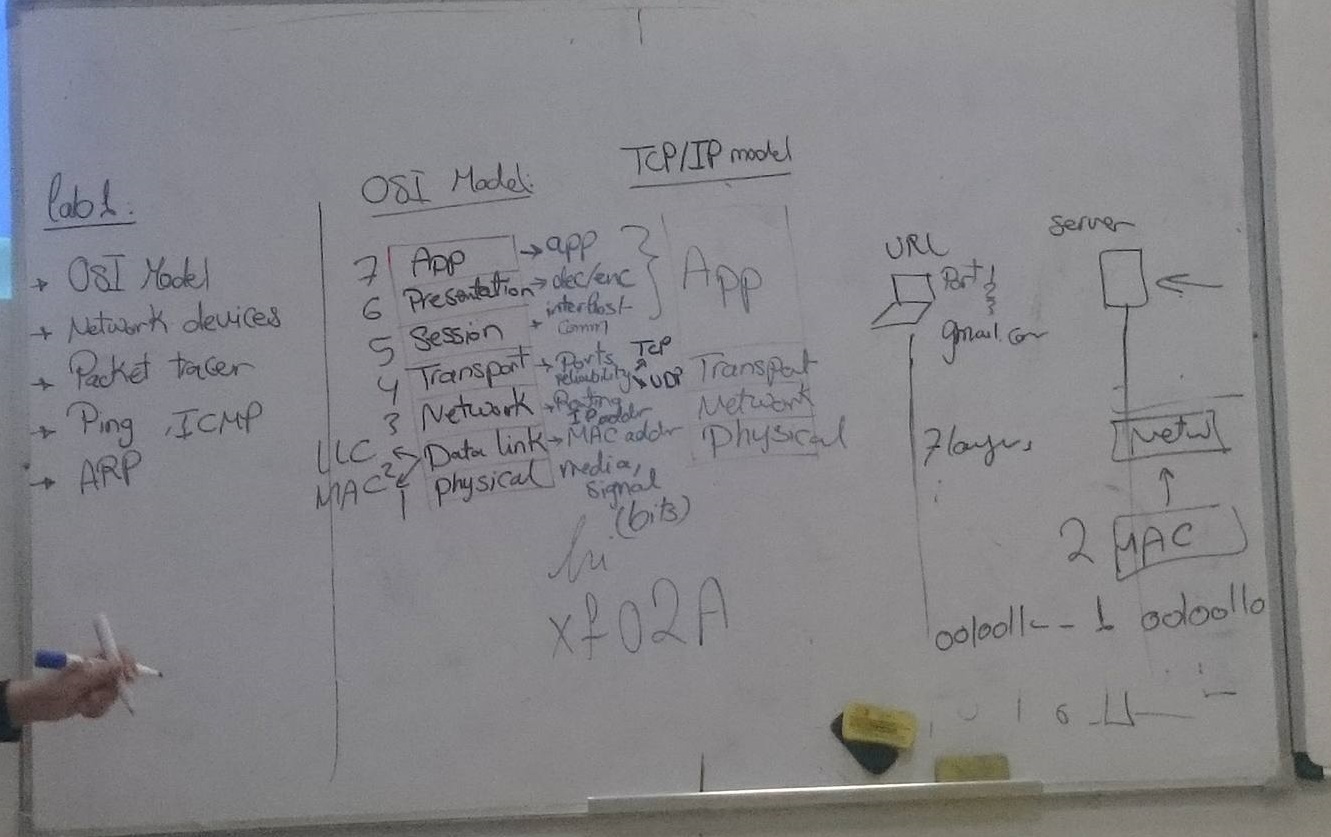 lab 1.
→ OSI Model
→ Network devices
→ Packet tracer
→ Ping , ICMP
→ ARP
OSI Model:
7 App → app
6 Presentation → dec/enc
5 Session → interhost comm
4 Transport → Ports, reliability TCP UDP
3 Network → Routing IP addr
2 Data link → MAC addr
LLC
MAC
1 physical media, signal (bits)
hi
xf02A
TCP/IP model
App
Transport
Network
physical
URL
Port
gmail.com
7 layers
server
Netw
2 MAC